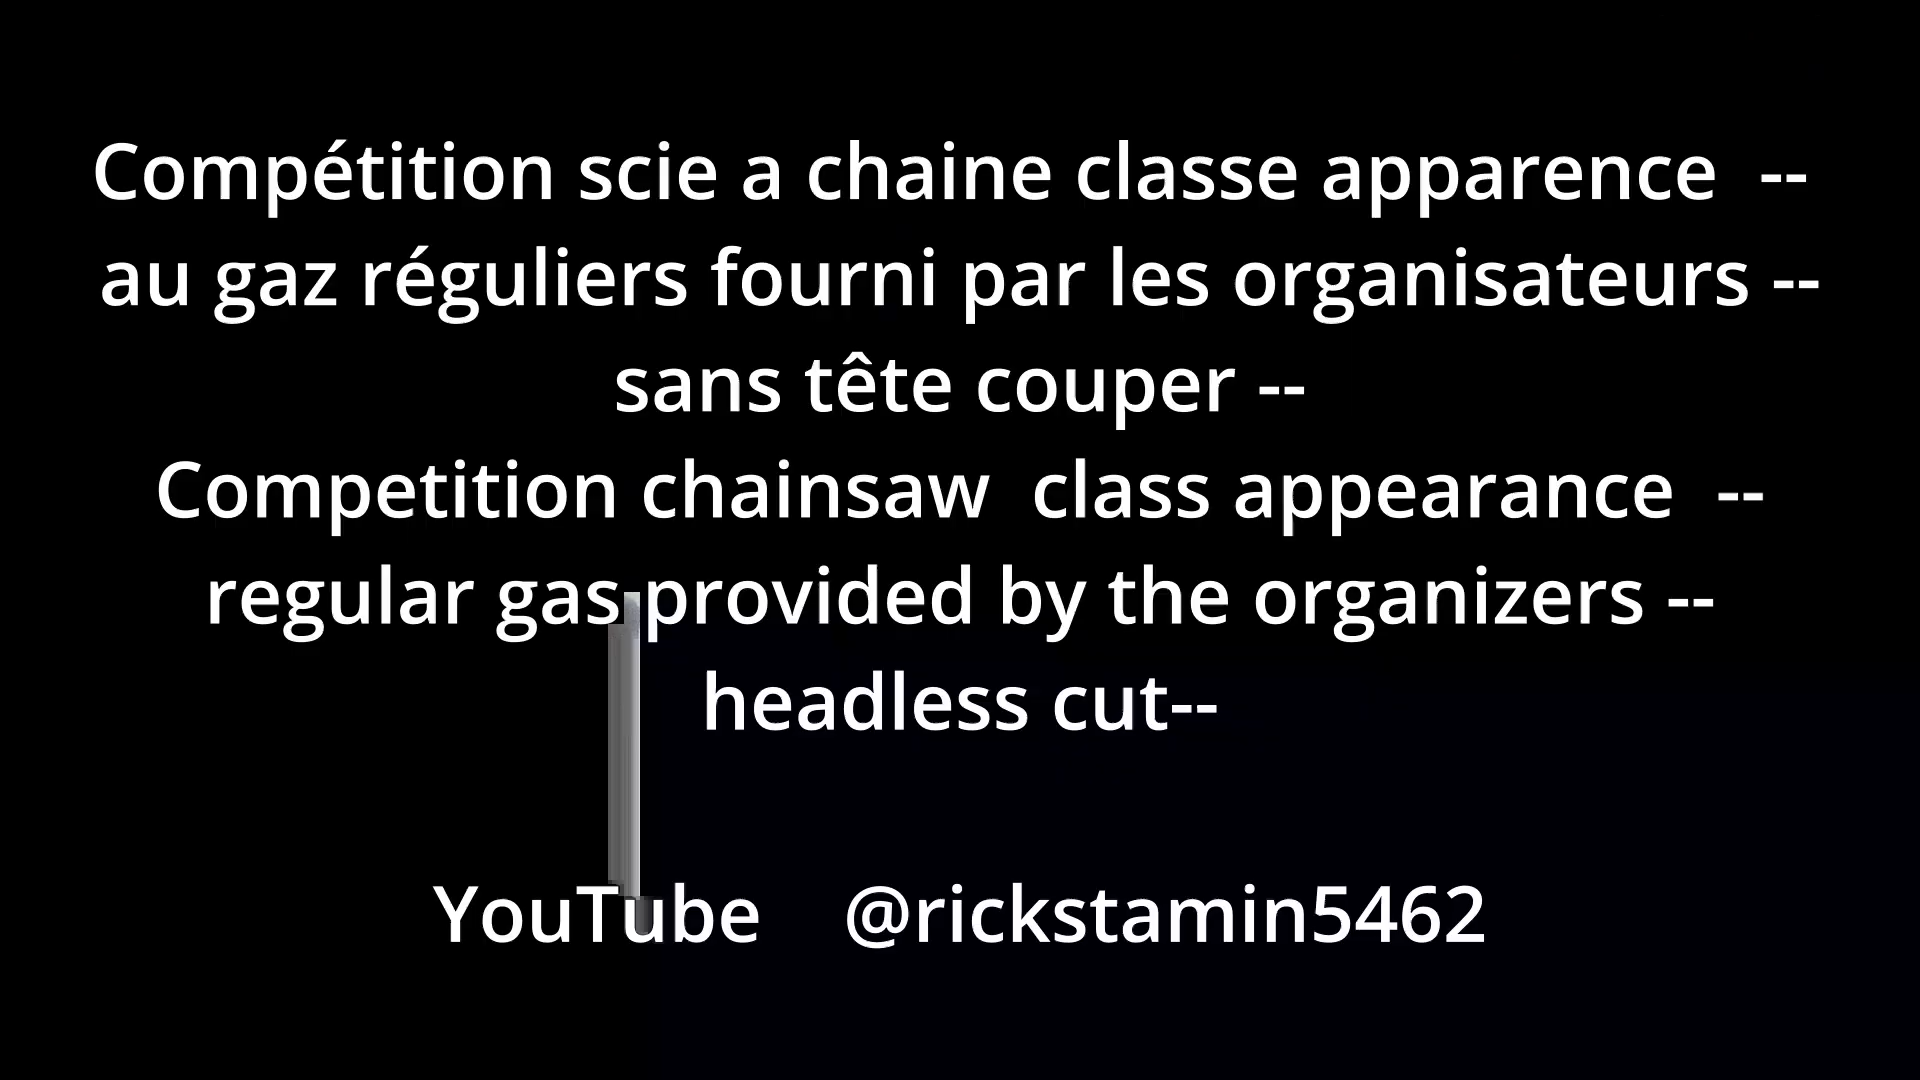 Compétition scie a chaine classe apparence  --
au gaz réguliers fourni par les organisateurs --
sans tête couper --
Competition chainsaw  class appearance  --
regular gas provided by the organizers --
headless cut--
YouTube    @rickstamin5462